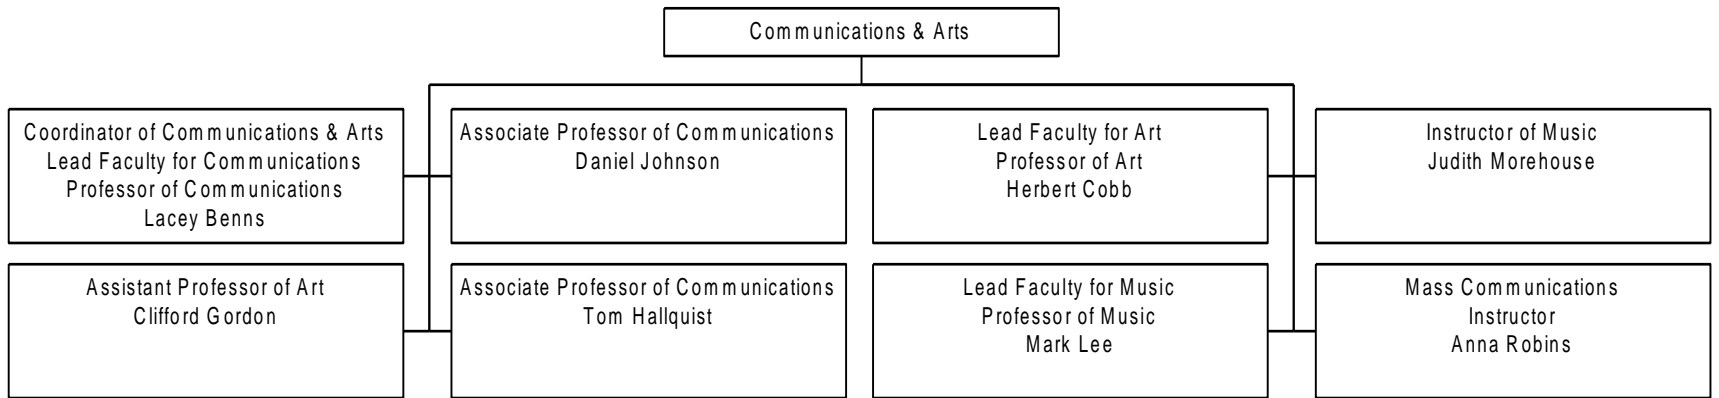 Communications & Arts
Coordinator of Communications & Arts
Lead Faculty for Communications
Professor of Communications
Lacey Benns
Associate Professor of Communications
Daniel Johnson
Lead Faculty for Art
Professor of Art
Herbert Cobb
Instructor of Music
Judith Morehouse
Assistant Professor of Art
Clifford Gordon
Associate Professor of Communications
Tom Hallquist
Lead Faculty for Music
Professor of Music
Mark Lee
Mass Communications
Instructor
Anna Robins